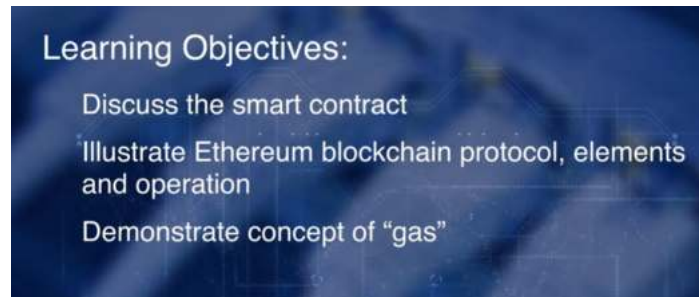 Learning Objectives:
Discuss the smart contract
Illustrate Ethereum blockchain protocol, elements
and operation
Demonstrate concept of “gas”